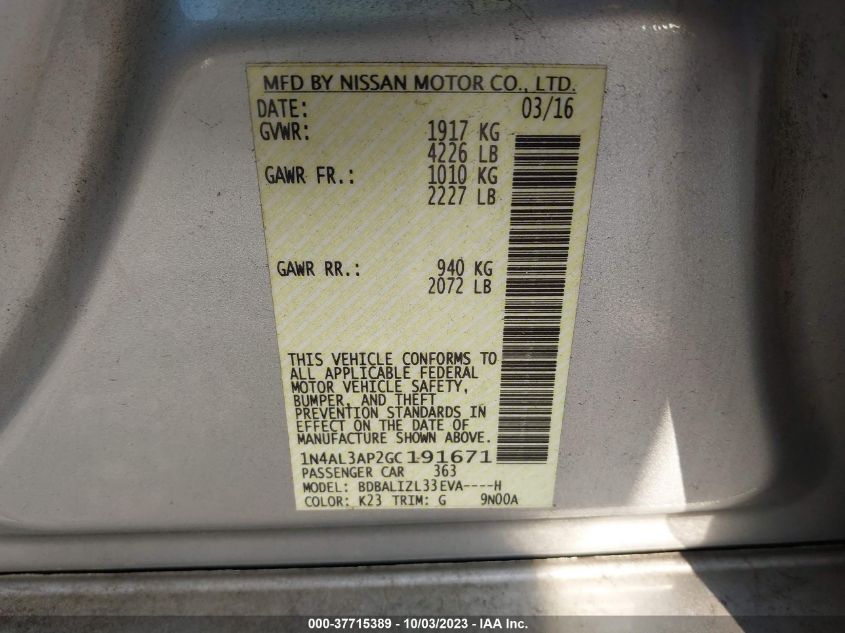 MFD BY NISSAN MOTOR CO., LTD.
DATE: 03/16
GVWR: 1917 KG
4226 LB
GAWR FR.: 1010 KG
2227 LB
GAWR RR.: 940 KG
2072 LB
THIS VEHICLE CONFORMS TO
ALL APPLICABLE FEDERAL
MOTOR VEHICLE SAFETY,
BUMPER, AND THEFT
PREVENTION STANDARDS IN
EFFECT ON THE DATE OF
MANUFACTURE SHOWN ABOVE.
1N4AL3AP2GC191671
PASSENGER CAR 363
MODEL: BDBALIZL33EVA----H
COLOR: K23 TRIM: G 9N00A
000-37715389 - 10/03/2023 - © IAA, Inc.